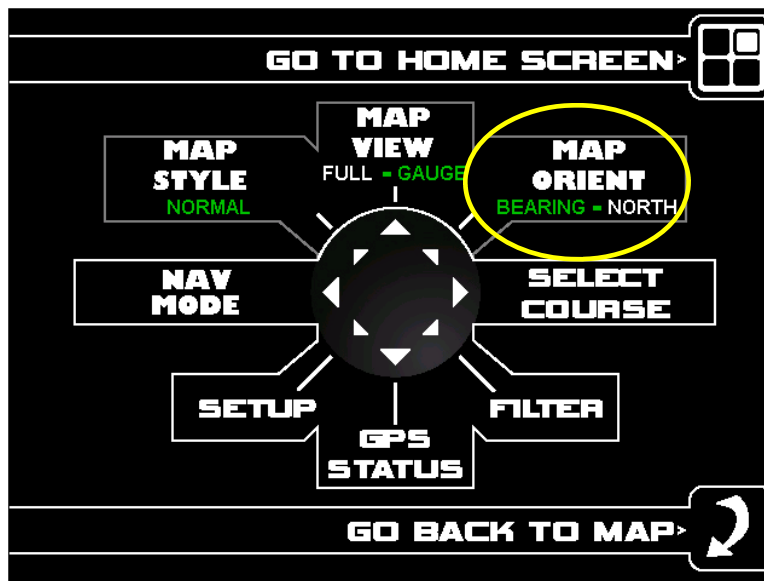 GO TO HOME SCREEN>
MAP
VIEW
FULL - GAUGE
MAP
STYLE
NORMAL
MAP
ORIENT
BEARING - NORTH
NAV
MODE
SELECT
COURSE
SETUP
FILTER
GPS
STATUS
GO BACK TO MAP>